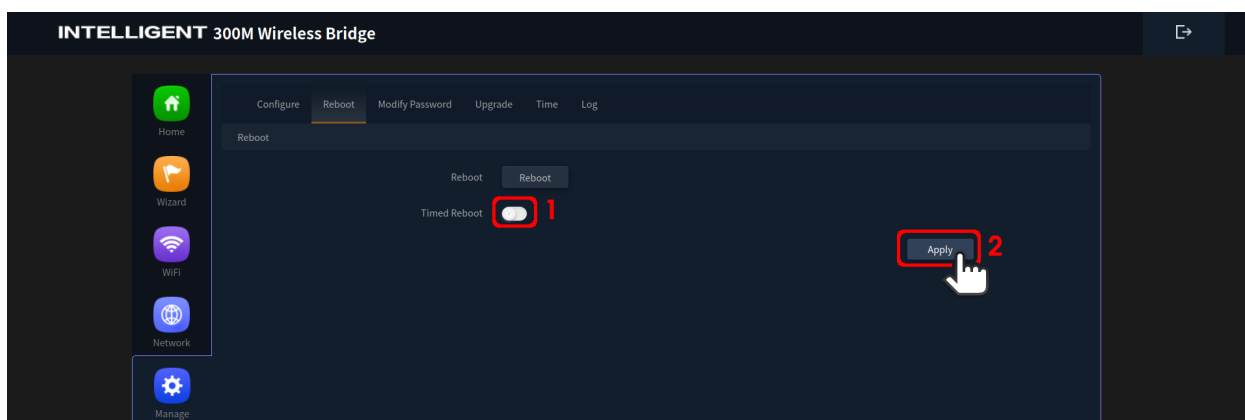 INTELLIGENT 300M Wireless Bridge
Home
Wizard
WiFi
Network
Manage
Configure Reboot Modify Password Upgrade Time Log
Reboot
Reboot Reboot
Timed Reboot 1
Apply 2